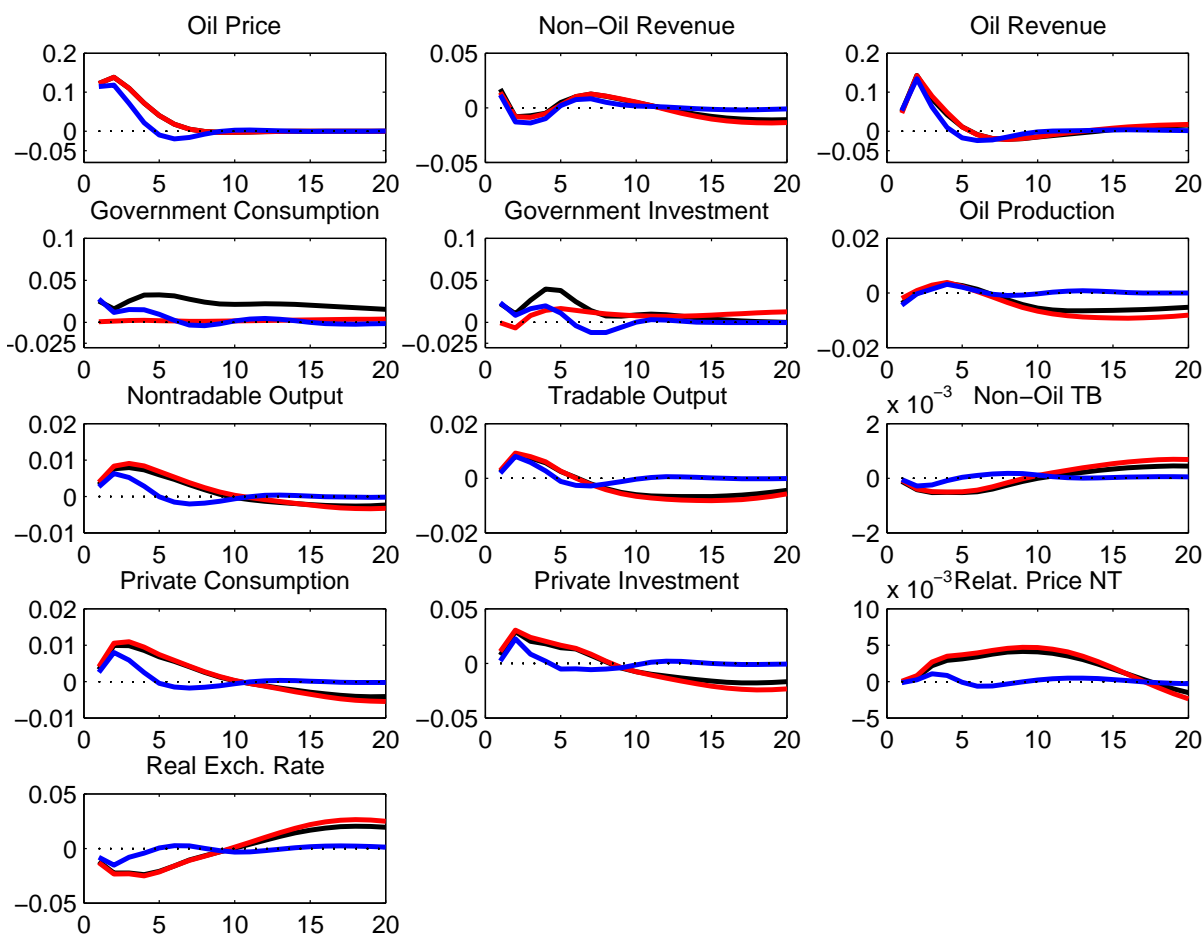 Oil Price
Non−Oil Revenue
Oil Revenue
0.2
0.1
0
−0.05
0 5 10 15 20
0.05
0
−0.05
0 5 10 15 20
0.2
0.1
0
−0.05
0 5 10 15 20
Government Consumption
Government Investment
Oil Production
0.1
0.05
0
-0.025
0 5 10 15 20
0.1
0.05
0
−0.025
0 5 10 15 20
0.02
0
−0.02
0 5 10 15 20
Nontradable Output
Tradable Output
Non−Oil TB
0.02
0.01
0
−0.01
0 5 10 15 20
0.02
0
−0.02
0 5 10 15 20
x 10−3
2
0
−2
0 5 10 15 20
Private Consumption
Private Investment
Relat. Price NT
0.02
0.01
0
−0.01
0 5 10 15 20
0.05
0
−0.05
0 5 10 15 20
x 10−3
10
5
0
−5
0 5 10 15 20
Real Exch. Rate
0.05
0
−0.05
0 5 10 15 20